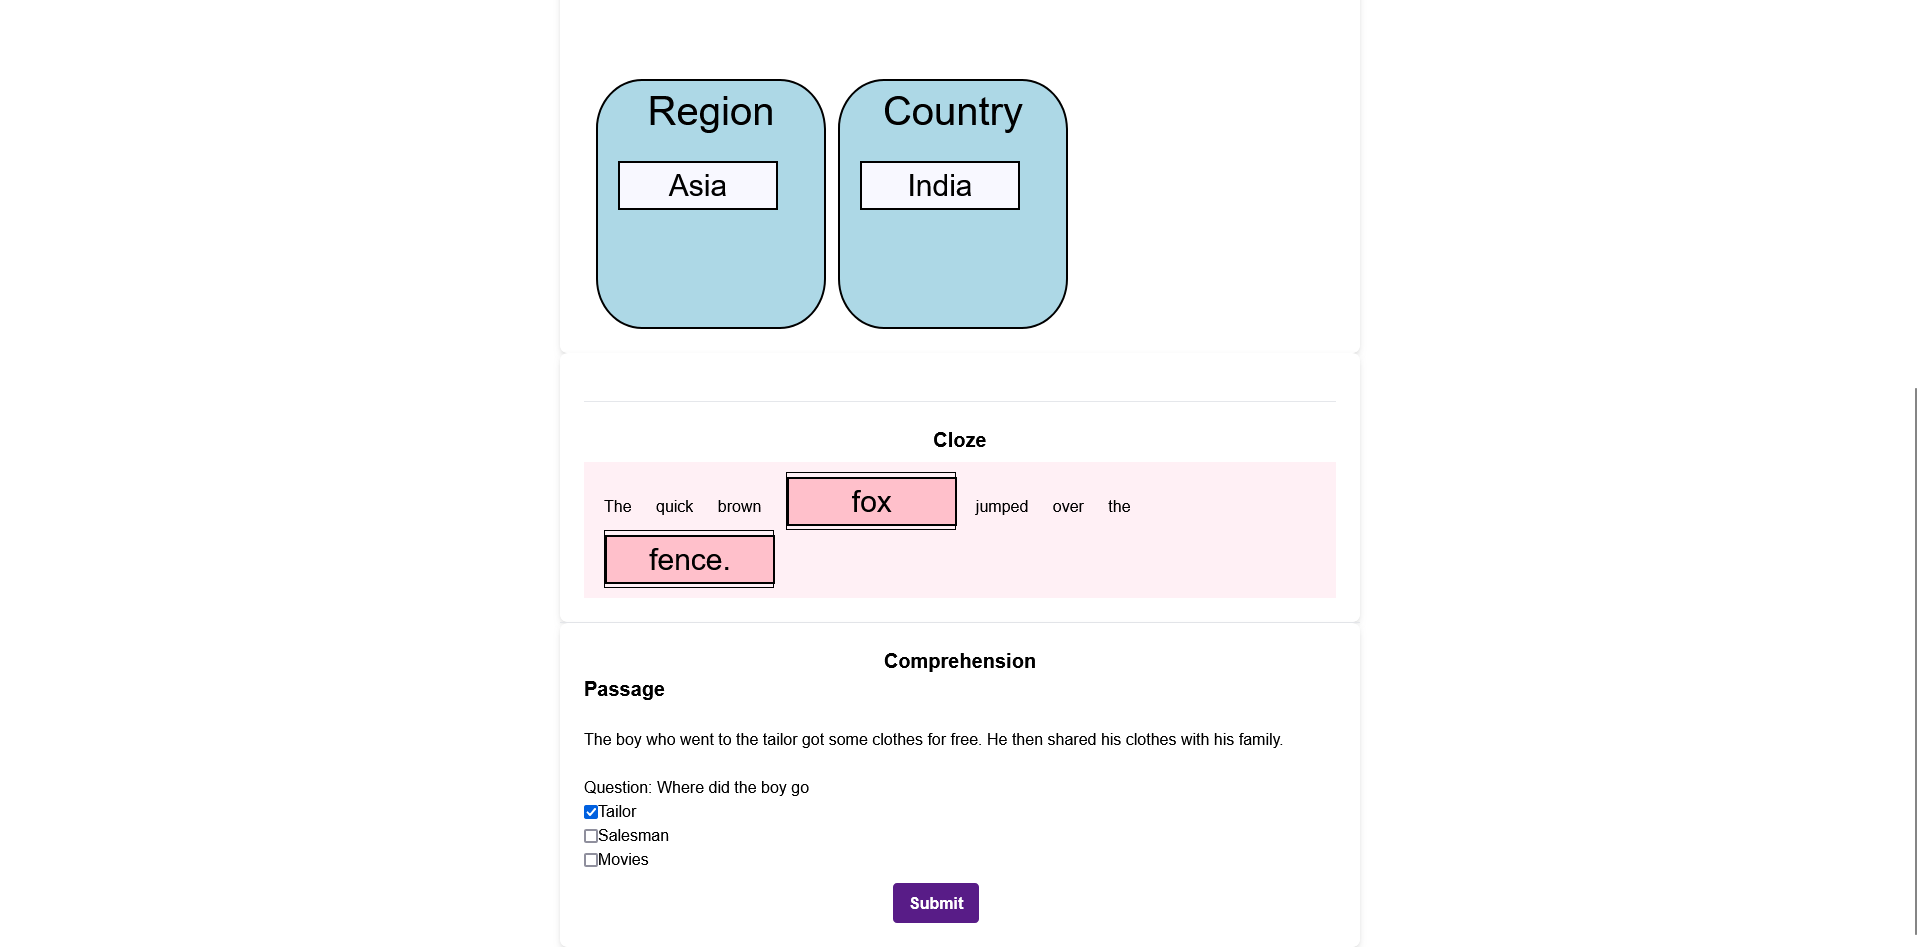 Region Country
Asia India
Cloze
The quick brown fox jumped over the
fence.
Comprehension
Passage
The boy who went to the tailor got some clothes for free. He then shared his clothes with his family.
Question: Where did the boy go
Tailor
Salesman
Movies
Submit